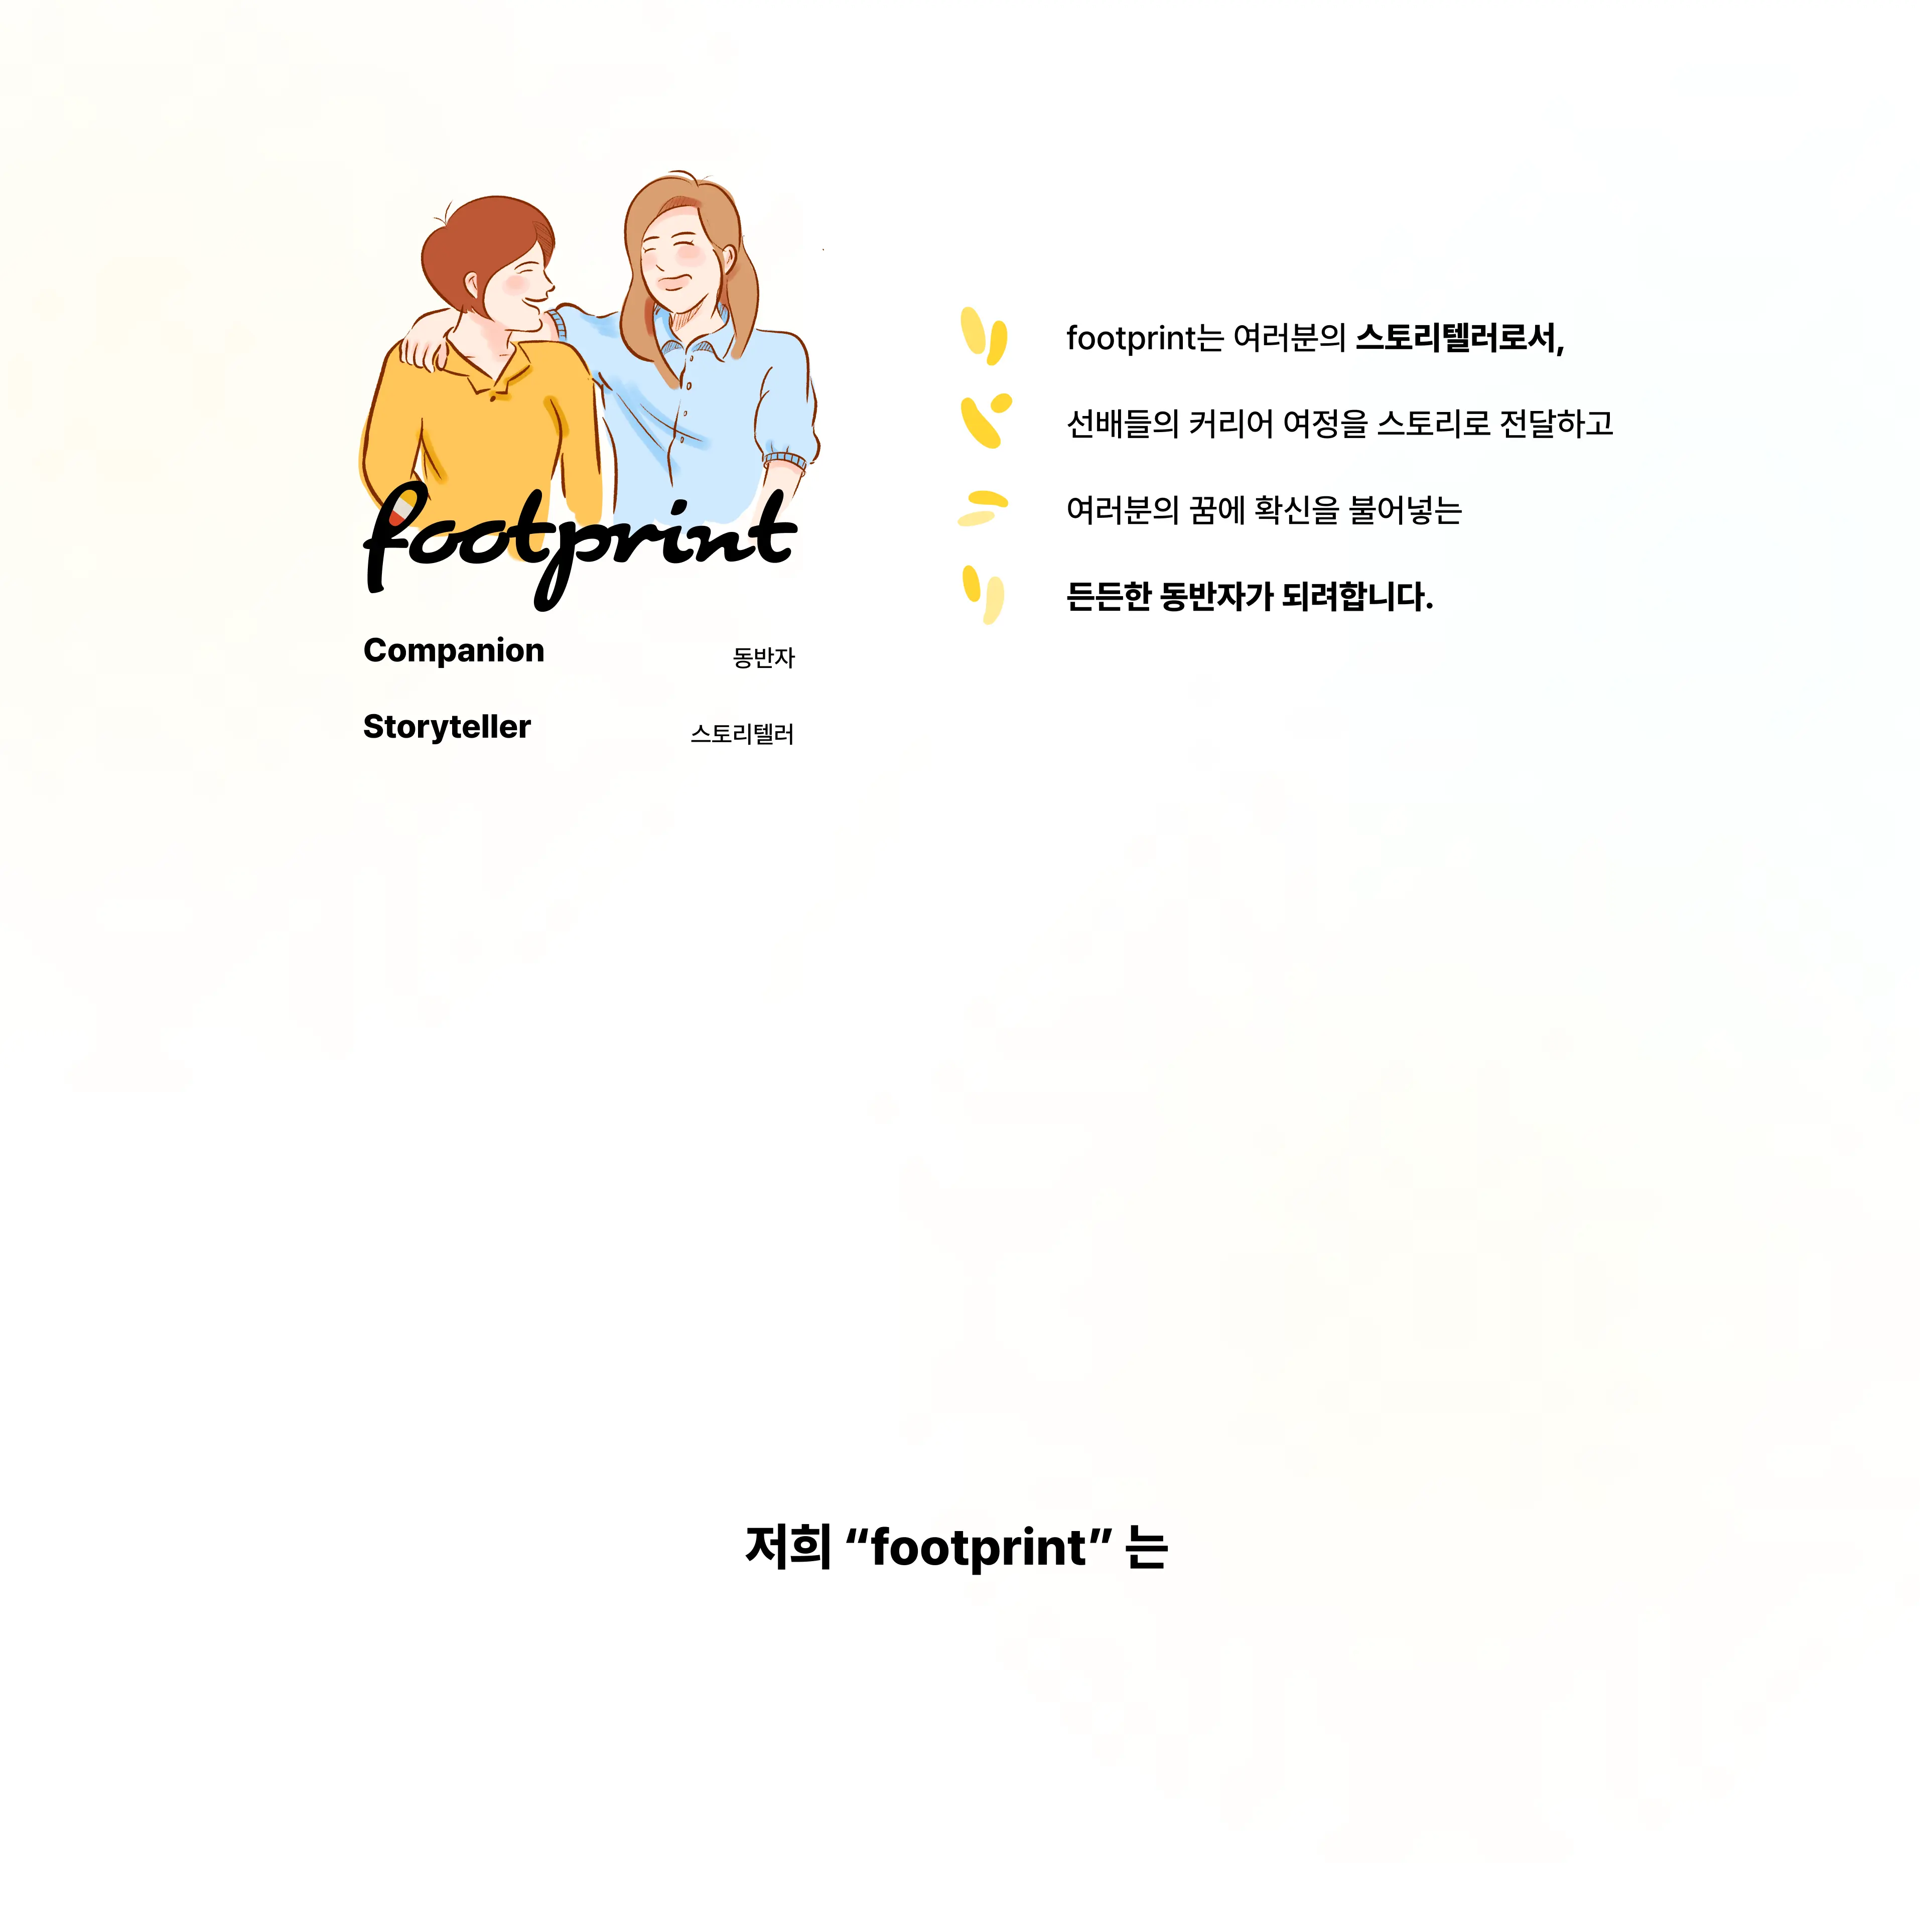 footprint
Companion 동반자
Storyteller 스토리텔러
footprint는 여러분의 스토리텔러로서,
선배들의 커리어 여정을 스토리로 전달하고
여러분의 꿈에 확신을 불어넣는
든든한 동반자가 되려합니다.
저희 “footprint” 는